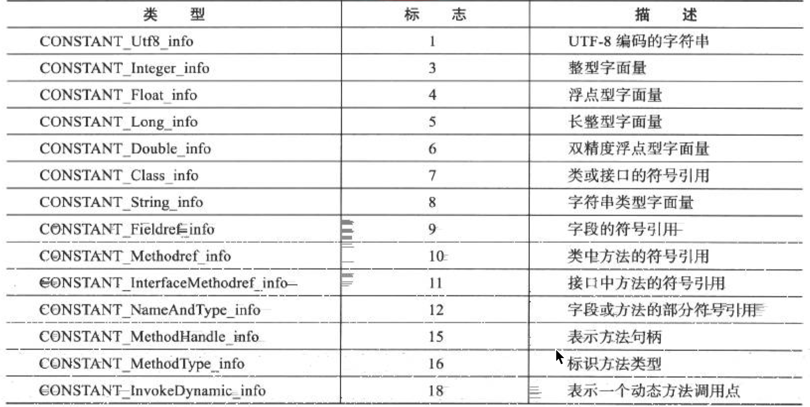 类 型 标 志 描 述
CONSTANT_Utf8_info 1 UTF-8 编码的字符串
CONSTANT_Integer_info 3 整型字面量
CONSTANT_Float_info 4 浮点型字面量
CONSTANT_Long_info 5 长整型字面量
CONSTANT_Double_info 6 双精度浮点型字面量
CONSTANT_Class_info 7 类或接口的符号引用
CONSTANT_String_info 8 字符串类型字面量
CONSTANT_Fieldref_info 9 字段的符号引用
CONSTANT_Methodref_info 10 类中方法的符号引用
CONSTANT_InterfaceMethodref_info 11 接口中方法的符号引用
CONSTANT_NameAndType_info 12 字段或方法的部分符号引用
CONSTANT_MethodHandle_info 15 表示方法句柄
CONSTANT_MethodType_info 16 标识方法类型
CONSTANT_InvokeDynamic_info 18 表示一个动态方法调用点